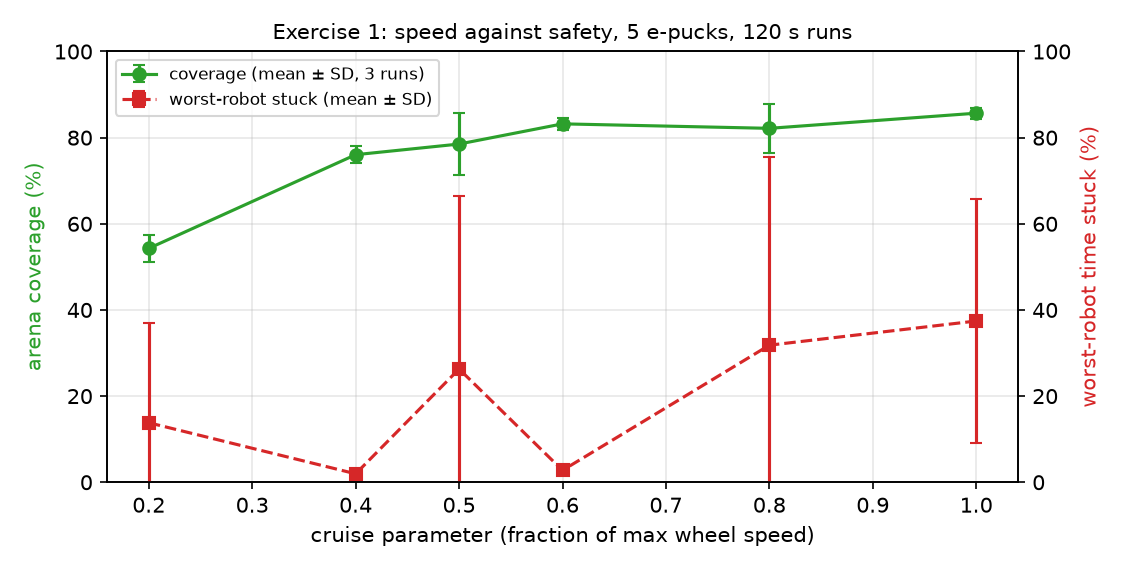 Exercise 1: speed against safety, 5 e-pucks, 120 s runs
coverage (mean ± SD, 3 runs)
worst-robot stuck (mean ± SD)
arena coverage (%)
100
80
60
40
20
0
100
80
60
40
20
0
worst-robot time stuck (%)
0.2 0.3 0.4 0.5 0.6 0.7 0.8 0.9 1.0
cruise parameter (fraction of max wheel speed)